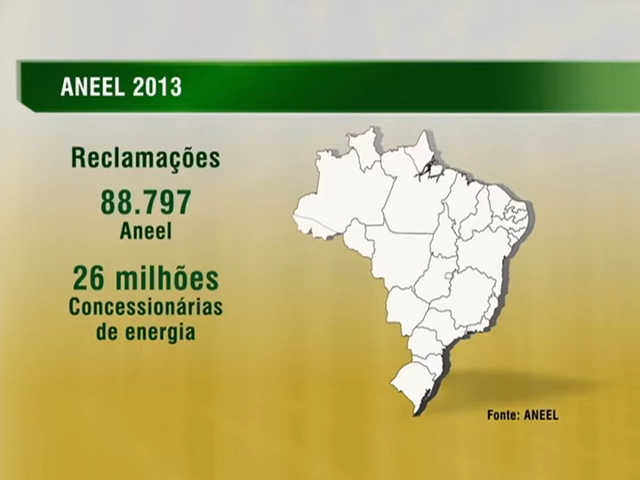 ANEEL 2013
Reclamações
88.797
Aneel
26 milhões
Concessionárias
de energia
Fonte: ANEEL